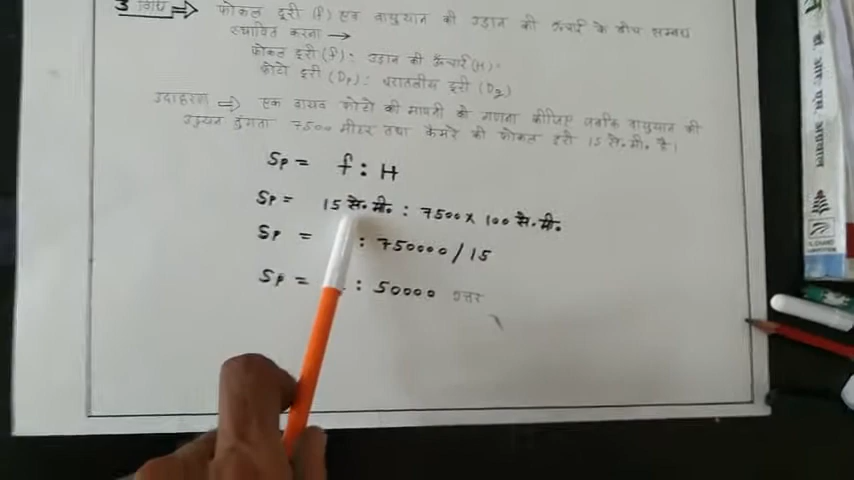 3 विधि ⇒ फोकल दूरी (f) एवं वायुयान की उड़ान की ऊँचाई के बीच सम्बन्ध
स्थापित करना →
फोकल दूरी (f) : उड़ान की ऊँचाई (H) :
फोटो दूरी (Dp) : धरातलीय दूरी (Dg)
उदाहरण ⇒ एक वायव फोटो की मापनी की गणना कीजिए जबकि वायुयान की
उड्डयन तुंगता 7500 मीटर तथा कैमरे की फोकल दूरी 15 से.मी. है।
Sp = f : H
Sp = 15 से.मी. : 7500 x 100 से.मी.
Sp = : 750000 / 15
Sp = : 50000 उत्तर